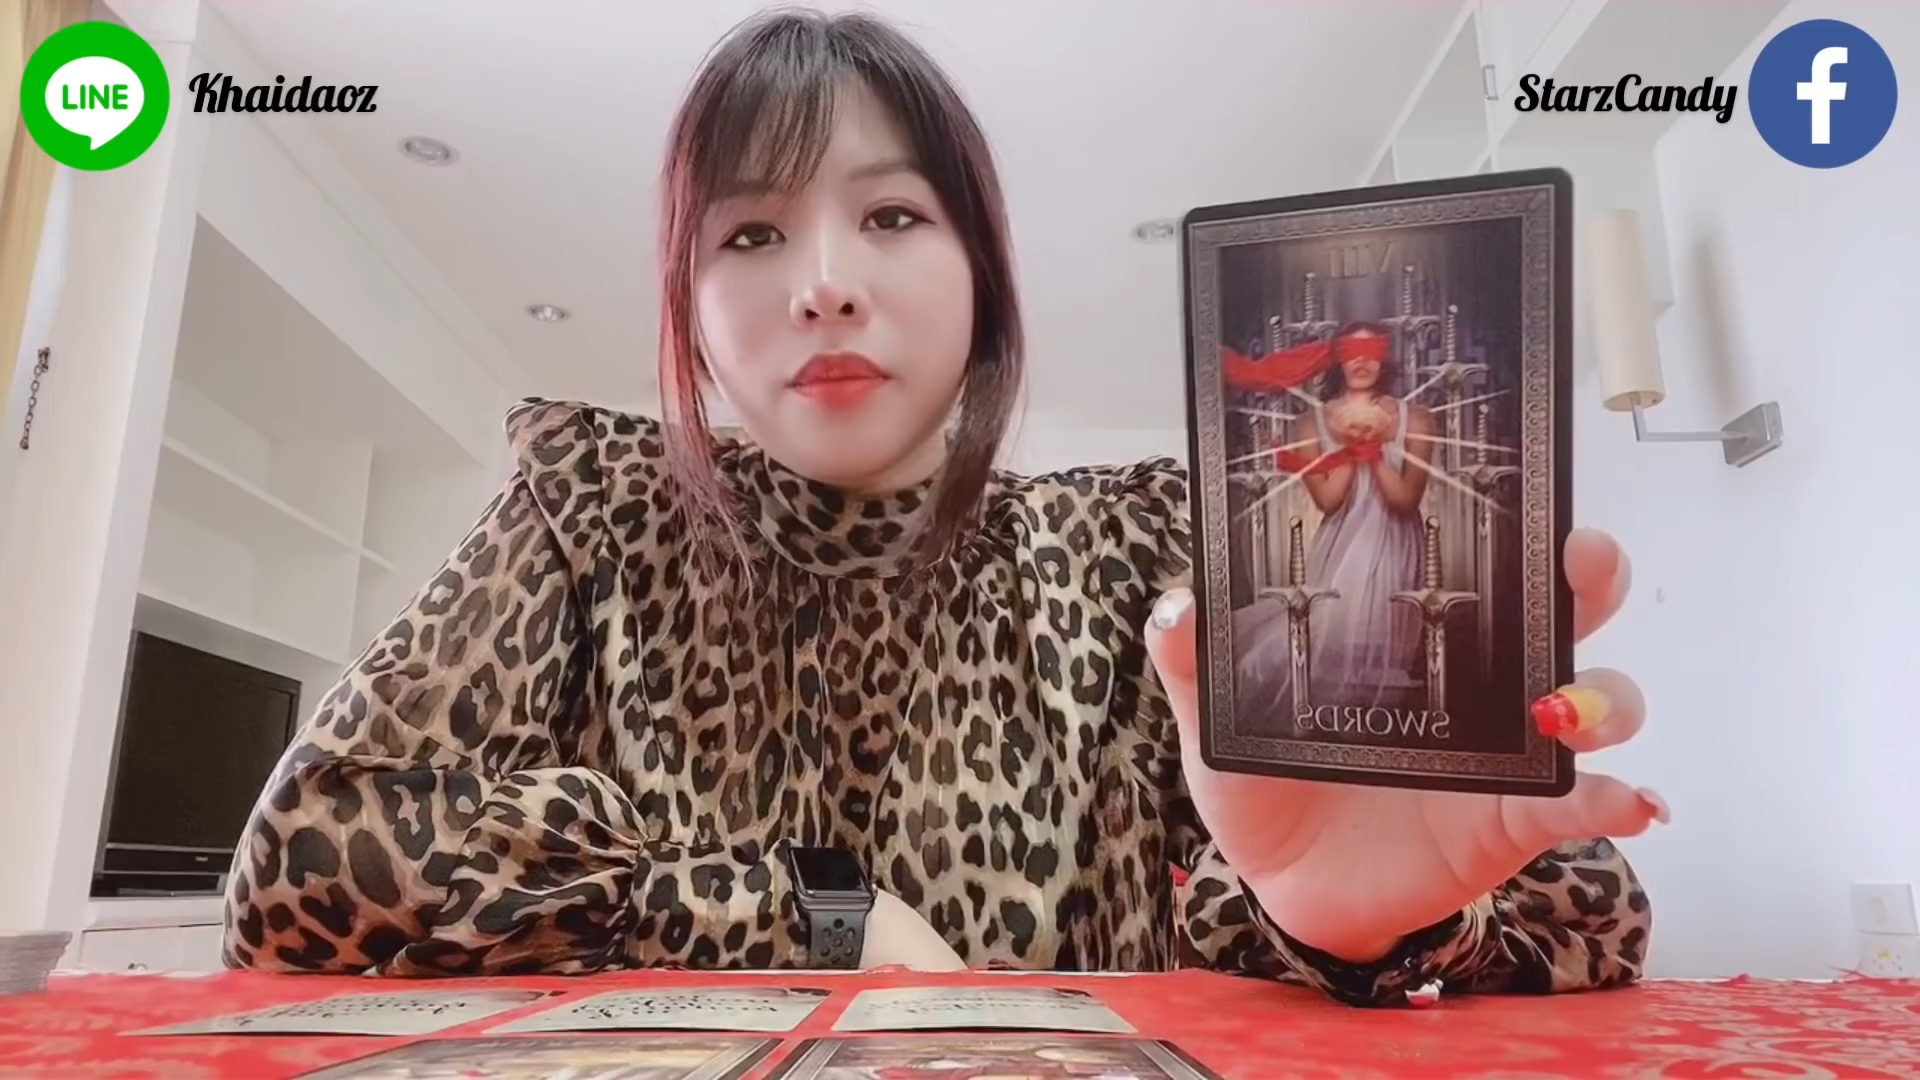 LINE
Khaidaoz
StarzCandy
f
VIII
SWORDS